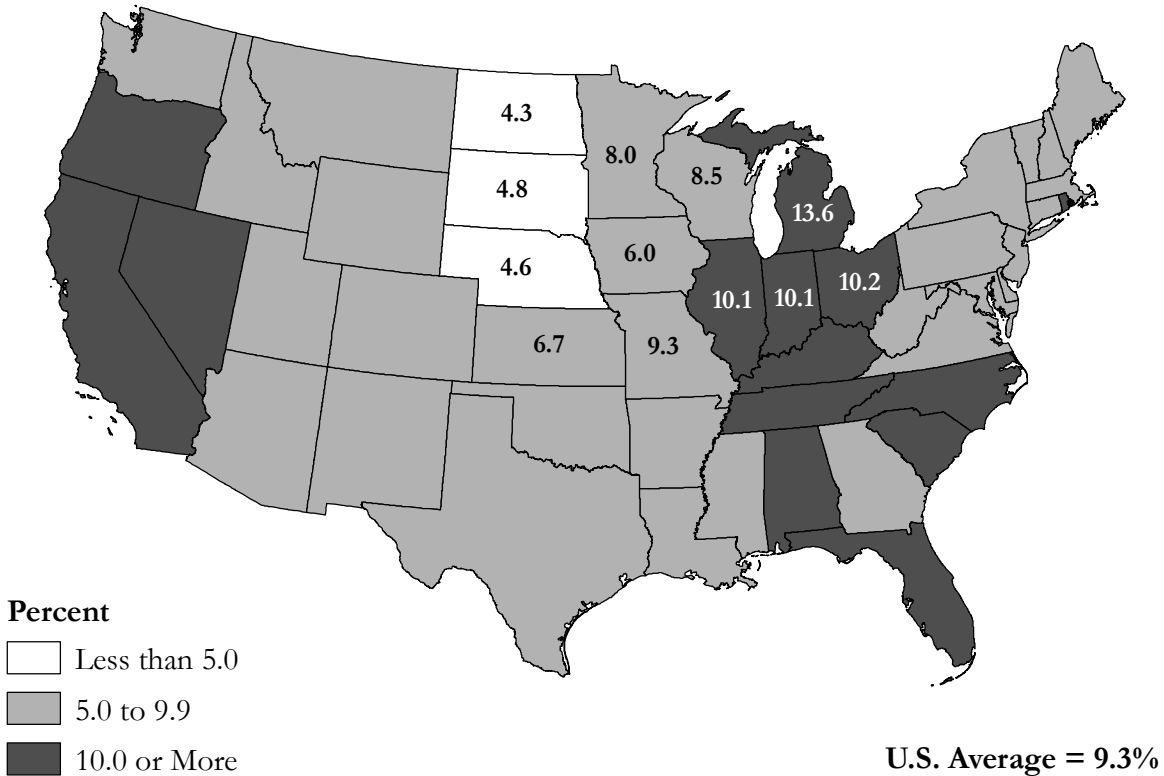 4.3
8.0
4.8
8.5
13.6
6.0
4.6
10.2
10.1
10.1
6.7
9.3
Percent
Less than 5.0
5.0 to 9.9
10.0 or More
U.S. Average = 9.3%